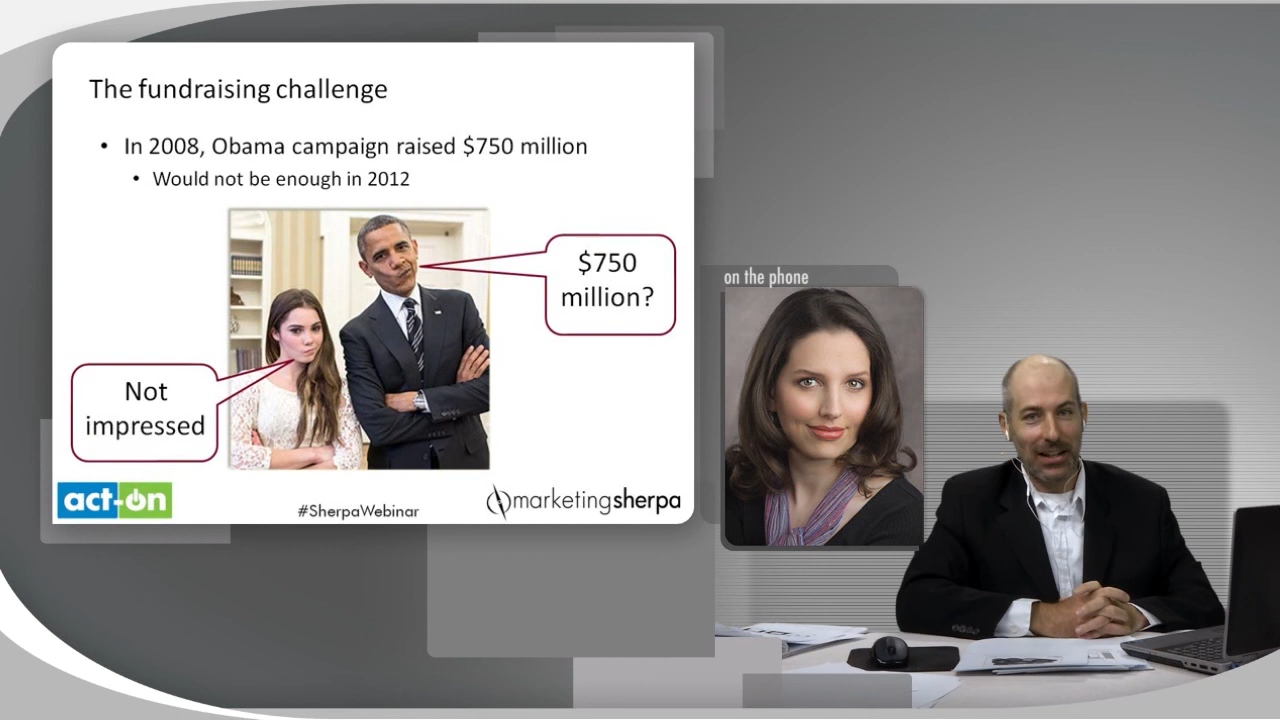 The fundraising challenge
• In 2008, Obama campaign raised $750 million
• Would not be enough in 2012
$750
million?
Not
impressed
act-on
#SherpaWebinar
marketingsherpa
on the phone